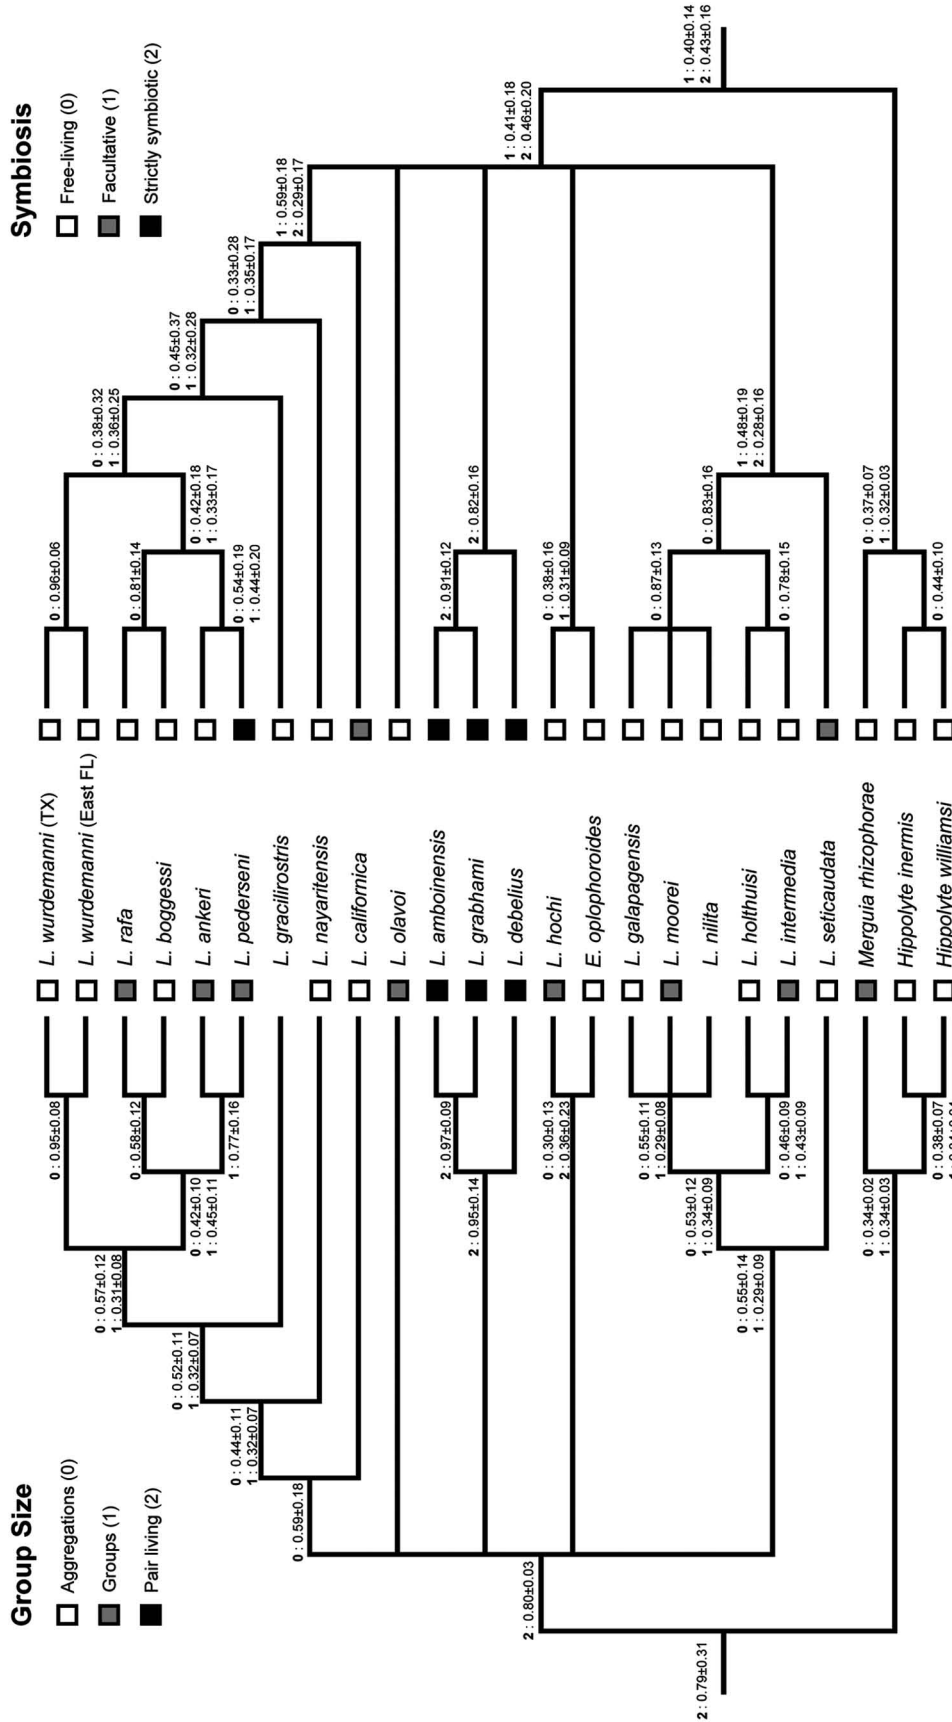 Group Size
Aggregations (0)
Groups (1)
Pair living (2)
Symbiosis
Free-living (0)
Facultative (1)
Strictly symbiotic (2)
L. wurdemanni (TX)
L. wurdemanni (East FL)
L. rafa
L. boggessi
L. ankeri
L. pederseni
L. gracilirostris
L. nayaritensis
L. californica
L. olavoi
L. amboinensis
L. grabhami
L. debelius
L. hochi
E. oplophoroides
L. galapagensis
L. moorei
L. nilita
L. holthuisi
L. intermedia
L. seticaudata
Merguia rhizophorae
Hippolyte inermis
Hippolyte williamsi
0 : 0.95±0.08
0 : 0.57±0.12
1 : 0.31±0.08
0 : 0.58±0.12
0 : 0.42±0.10
1 : 0.45±0.11
1 : 0.77±0.16
0 : 0.52±0.11
1 : 0.32±0.07
0 : 0.44±0.11
1 : 0.32±0.07
0 : 0.59±0.18
2 : 0.97±0.09
2 : 0.95±0.14
2 : 0.80±0.03
0 : 0.30±0.13
2 : 0.36±0.23
0 : 0.55±0.11
1 : 0.29±0.08
0 : 0.53±0.12
1 : 0.34±0.09
0 : 0.46±0.09
1 : 0.43±0.09
0 : 0.55±0.14
1 : 0.29±0.09
2 : 0.79±0.31
0 : 0.34±0.02
1 : 0.34±0.03
0 : 0.38±0.07
0 : 0.96±0.06
0 : 0.38±0.32
1 : 0.36±0.25
0 : 0.81±0.14
0 : 0.42±0.18
1 : 0.33±0.17
0 : 0.54±0.19
1 : 0.44±0.20
0 : 0.45±0.37
1 : 0.32±0.28
0 : 0.33±0.28
1 : 0.35±0.17
1 : 0.59±0.18
2 : 0.29±0.17
2 : 0.91±0.12
2 : 0.82±0.16
1 : 0.41±0.18
2 : 0.46±0.20
0 : 0.38±0.16
1 : 0.31±0.09
0 : 0.87±0.13
0 : 0.83±0.16
0 : 0.78±0.15
1 : 0.48±0.19
2 : 0.28±0.16
1 : 0.40±0.14
2 : 0.43±0.16
0 : 0.37±0.07
1 : 0.32±0.03
0 : 0.44±0.10